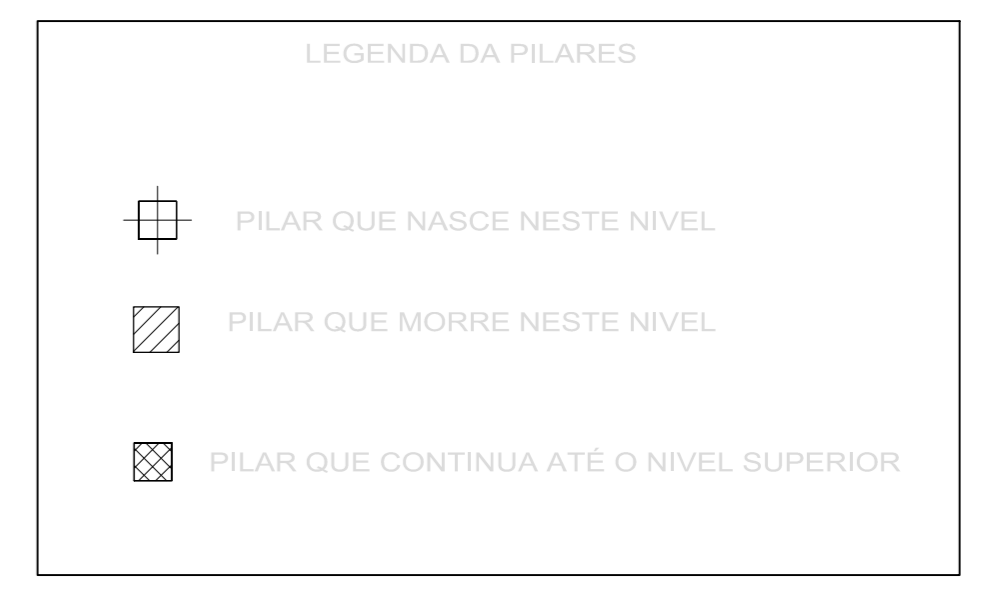 LEGENDA DA PILARES
PILAR QUE NASCE NESTE NIVEL
PILAR QUE MORRE NESTE NIVEL
PILAR QUE CONTINUA ATÉ O NIVEL SUPERIOR